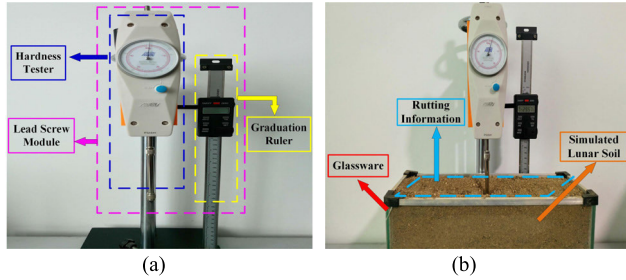 Hardness
Tester
Lead Screw
Module
Graduation
Ruler
(a)
Rutting
Information
Simulated
Lunar Soil
Glassware
(b)